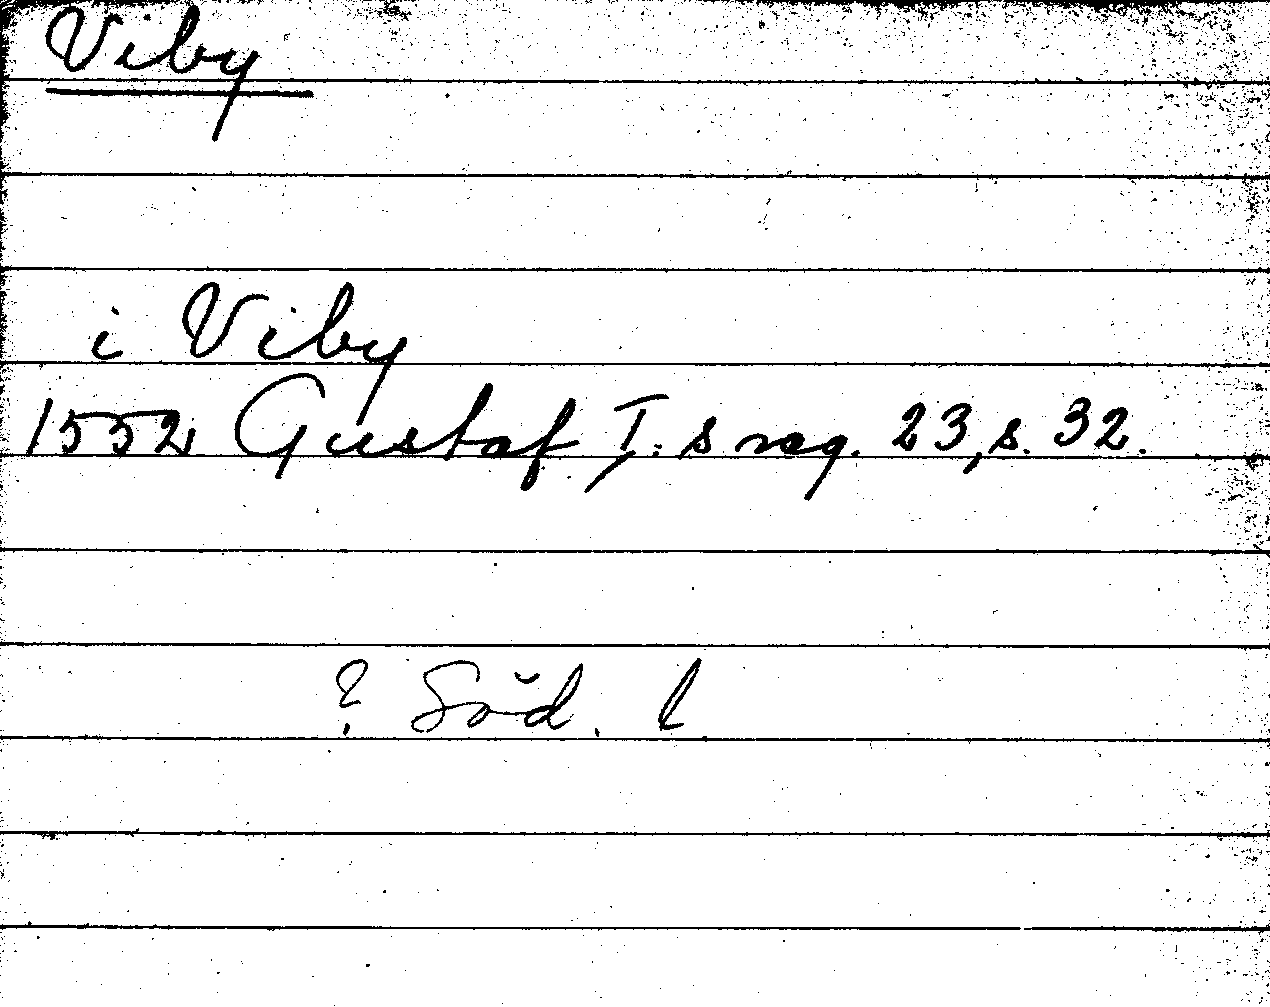 Viby
i Viby
1552 Gustaf I:s reg. 23, s. 32.
? Söd. l